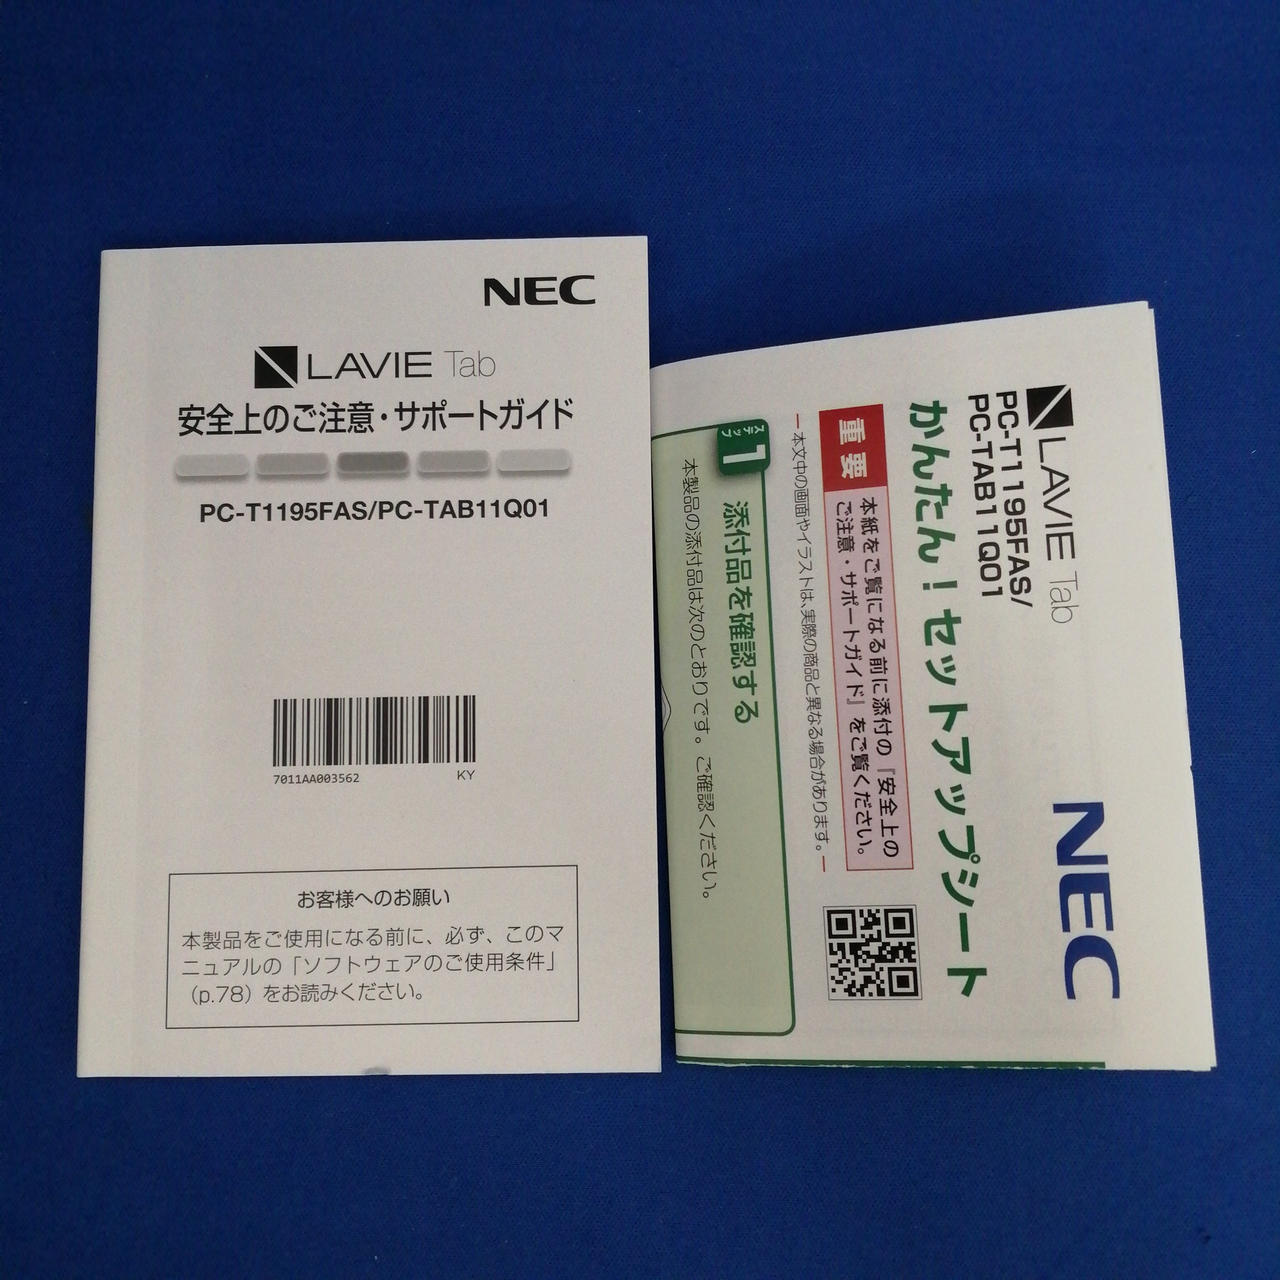 NEC
LAVIE Tab
安全上のご注意・サポートガイド
PC-T1195FAS/PC-TAB11Q01
7011AA003562
KY
お客様へのお願い
本製品をご使用になる前に、必ず、このマ
ニュアルの「ソフトウェアのご使用条件」
（p.78）をお読みください。
LAVIE Tab
PC-T1195FAS/
PC-TAB11Q01
NEC
かんたん！セットアップシート
重要
本紙をご覧になる前に添付の『安全上の
ご注意・サポートガイド』をご覧ください。
本文中の画面やイラストは、実際の商品と異なる場合があります。
ステップ
1
添付品を確認する
本製品の添付品は次のとおりです。ご確認ください。